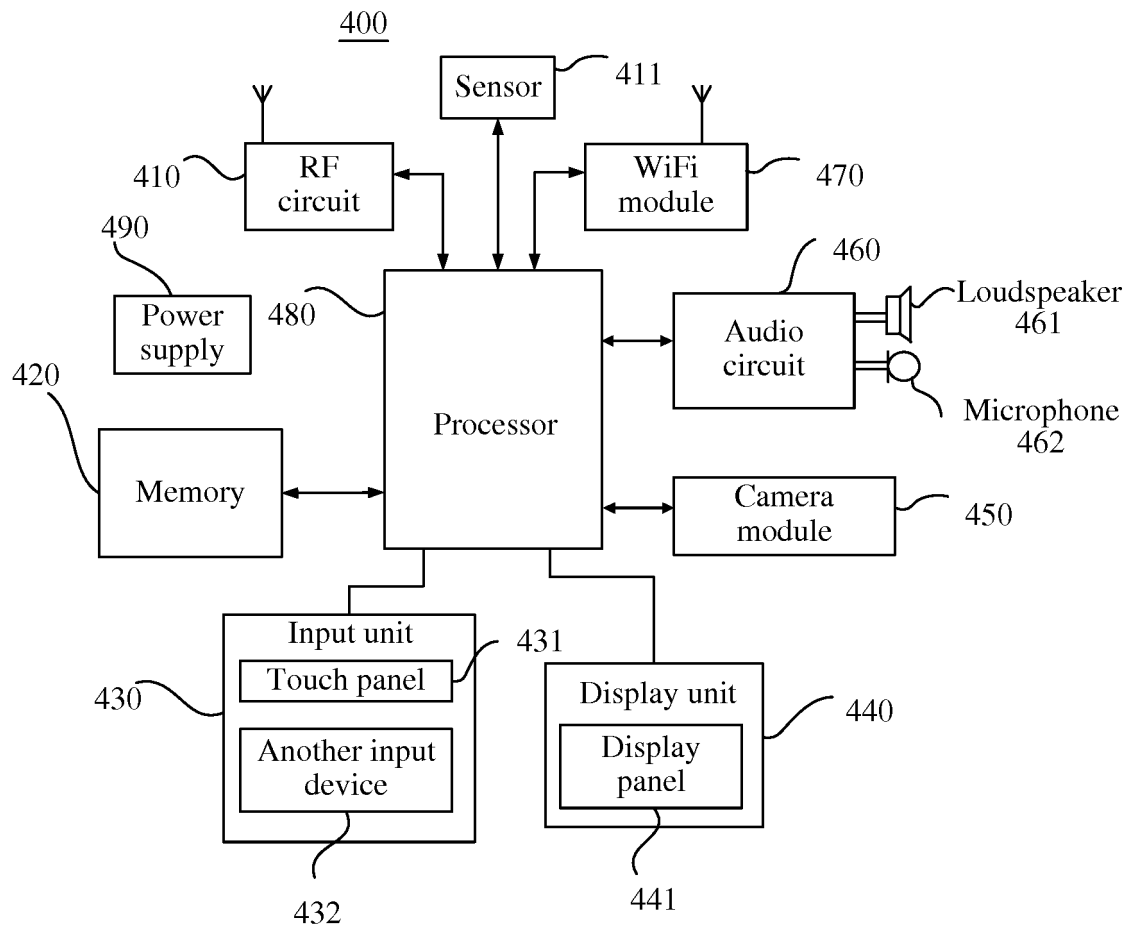 400
Sensor
411
RF
circuit
410
WiFi
module
470
490
Power
supply
480
460
Loudspeaker
461
Audio
circuit
420
Processor
Microphone
462
Memory
Camera
module
450
Input unit
431
Touch panel
430
Another input
device
432
Display unit
440
Display
panel
441